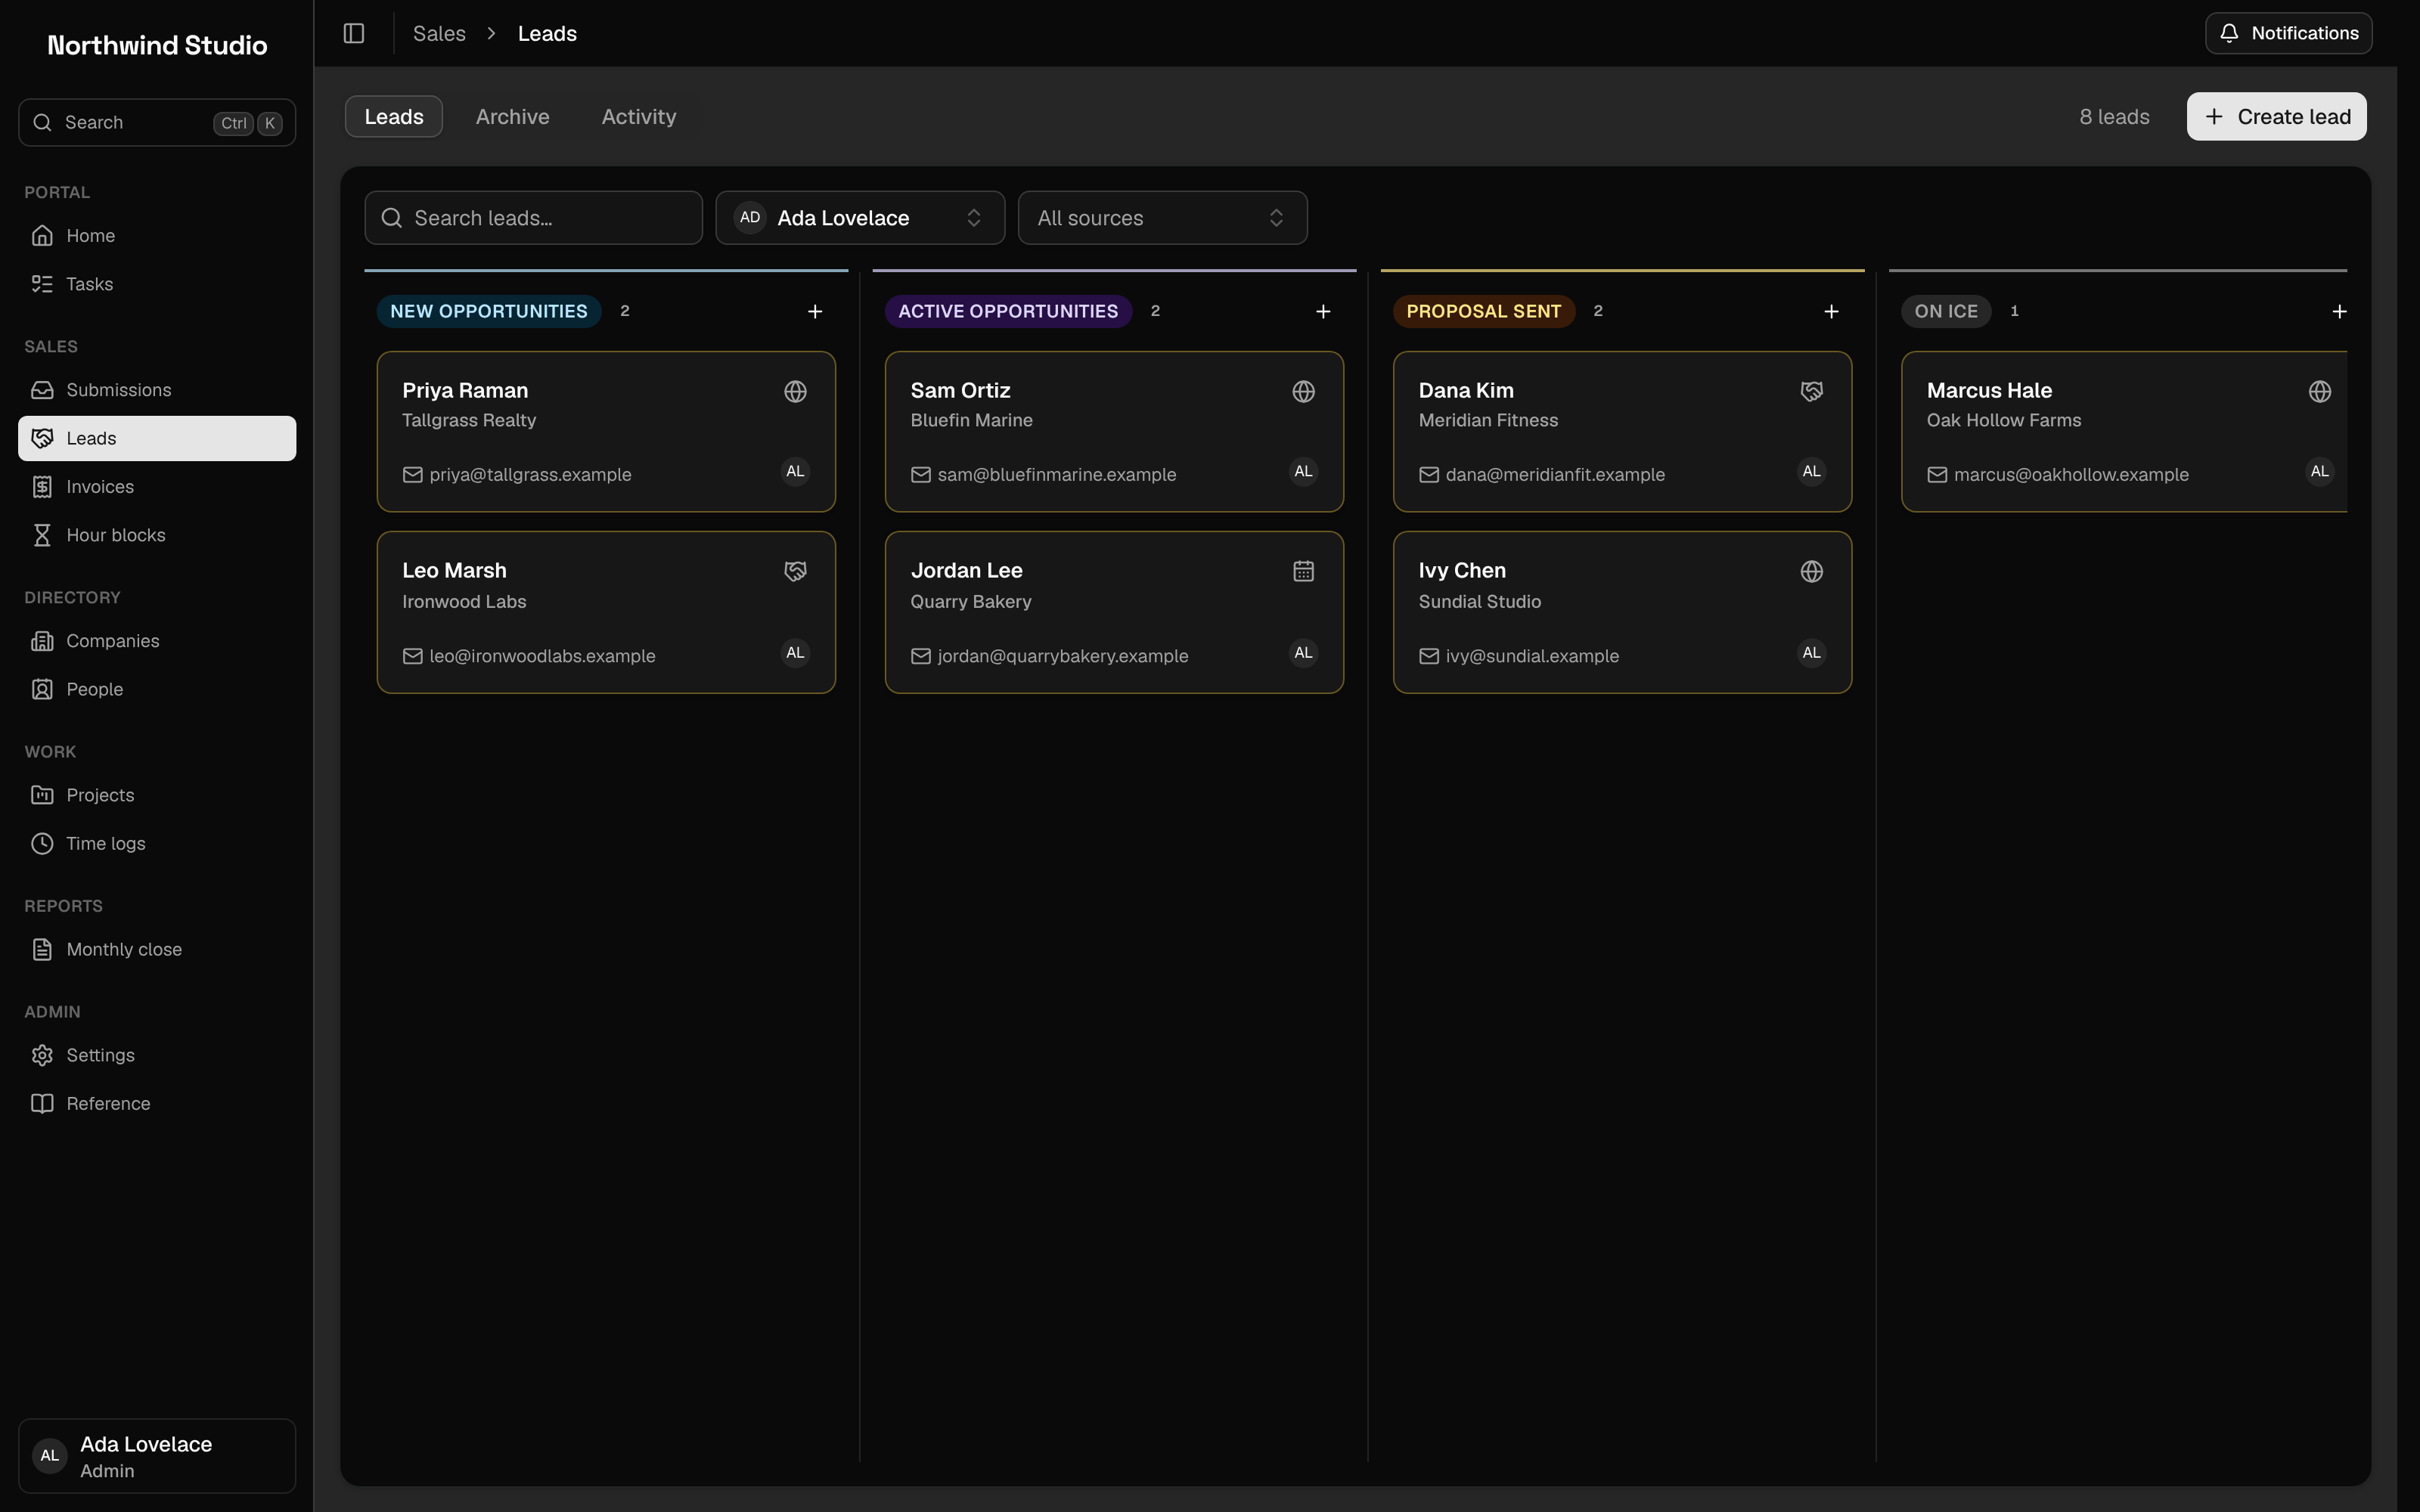 Northwind Studio
Search
Ctrl K
PORTAL
Home
Tasks
SALES
Submissions
Leads
Invoices
Hour blocks
DIRECTORY
Companies
People
WORK
Projects
Time logs
REPORTS
Monthly close
ADMIN
Settings
Reference
AL
Ada Lovelace
Admin
Sales
Leads
Notifications
Leads
Archive
Activity
8 leads
Create lead
Search leads...
AD Ada Lovelace
All sources
NEW OPPORTUNITIES 2
Priya Raman
Tallgrass Realty
priya@tallgrass.example
AL
Leo Marsh
Ironwood Labs
leo@ironwoodlabs.example
AL
ACTIVE OPPORTUNITIES 2
Sam Ortiz
Bluefin Marine
sam@bluefinmarine.example
AL
Jordan Lee
Quarry Bakery
jordan@quarrybakery.example
AL
PROPOSAL SENT 2
Dana Kim
Meridian Fitness
dana@meridianfit.example
AL
Ivy Chen
Sundial Studio
ivy@sundial.example
AL
ON ICE 1
Marcus Hale
Oak Hollow Farms
marcus@oakhollow.example
AL